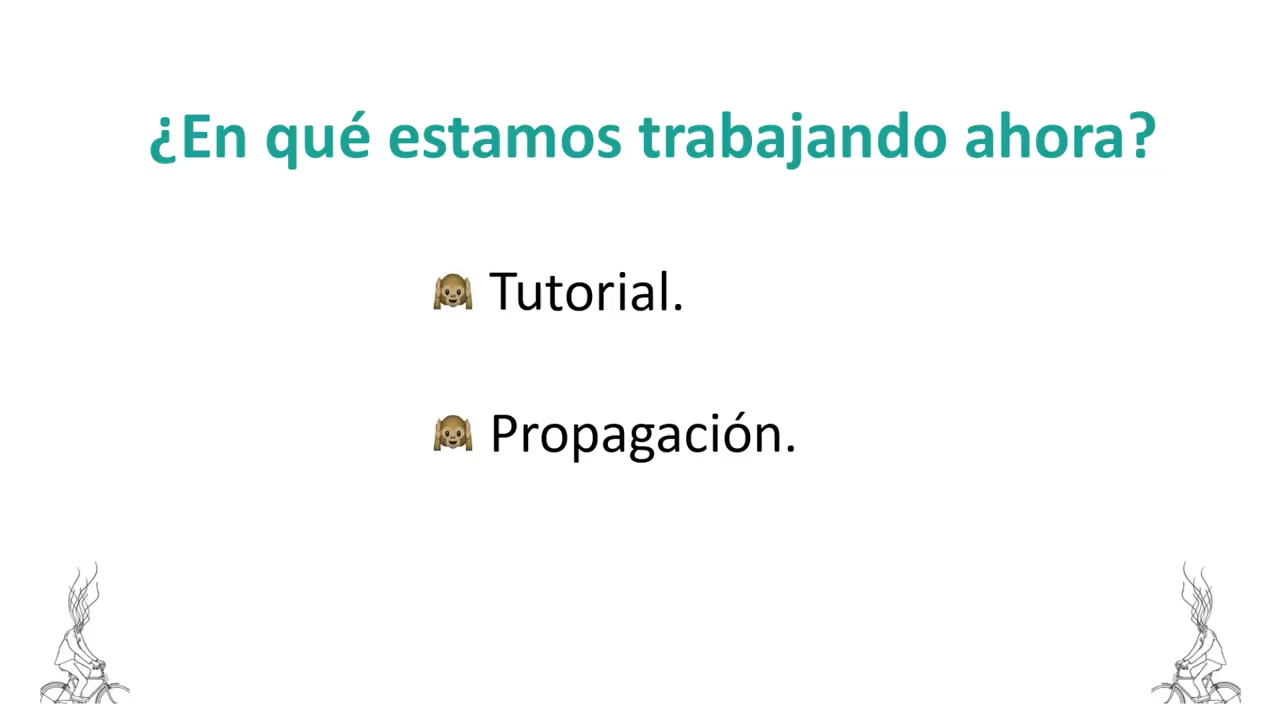 ¿En qué estamos trabajando ahora?
🙉 Tutorial.
🙉 Propagación.